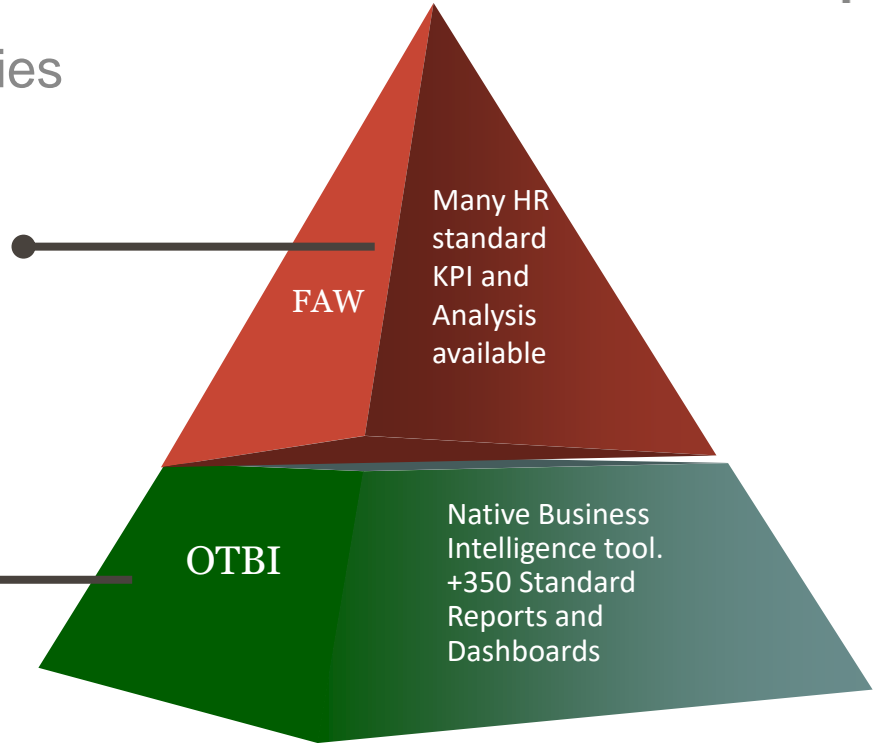 ies
Many HR
standard
KPI and
Analysis
available
FAW
Native Business
Intelligence tool.
+350 Standard
Reports and
Dashboards
OTBI